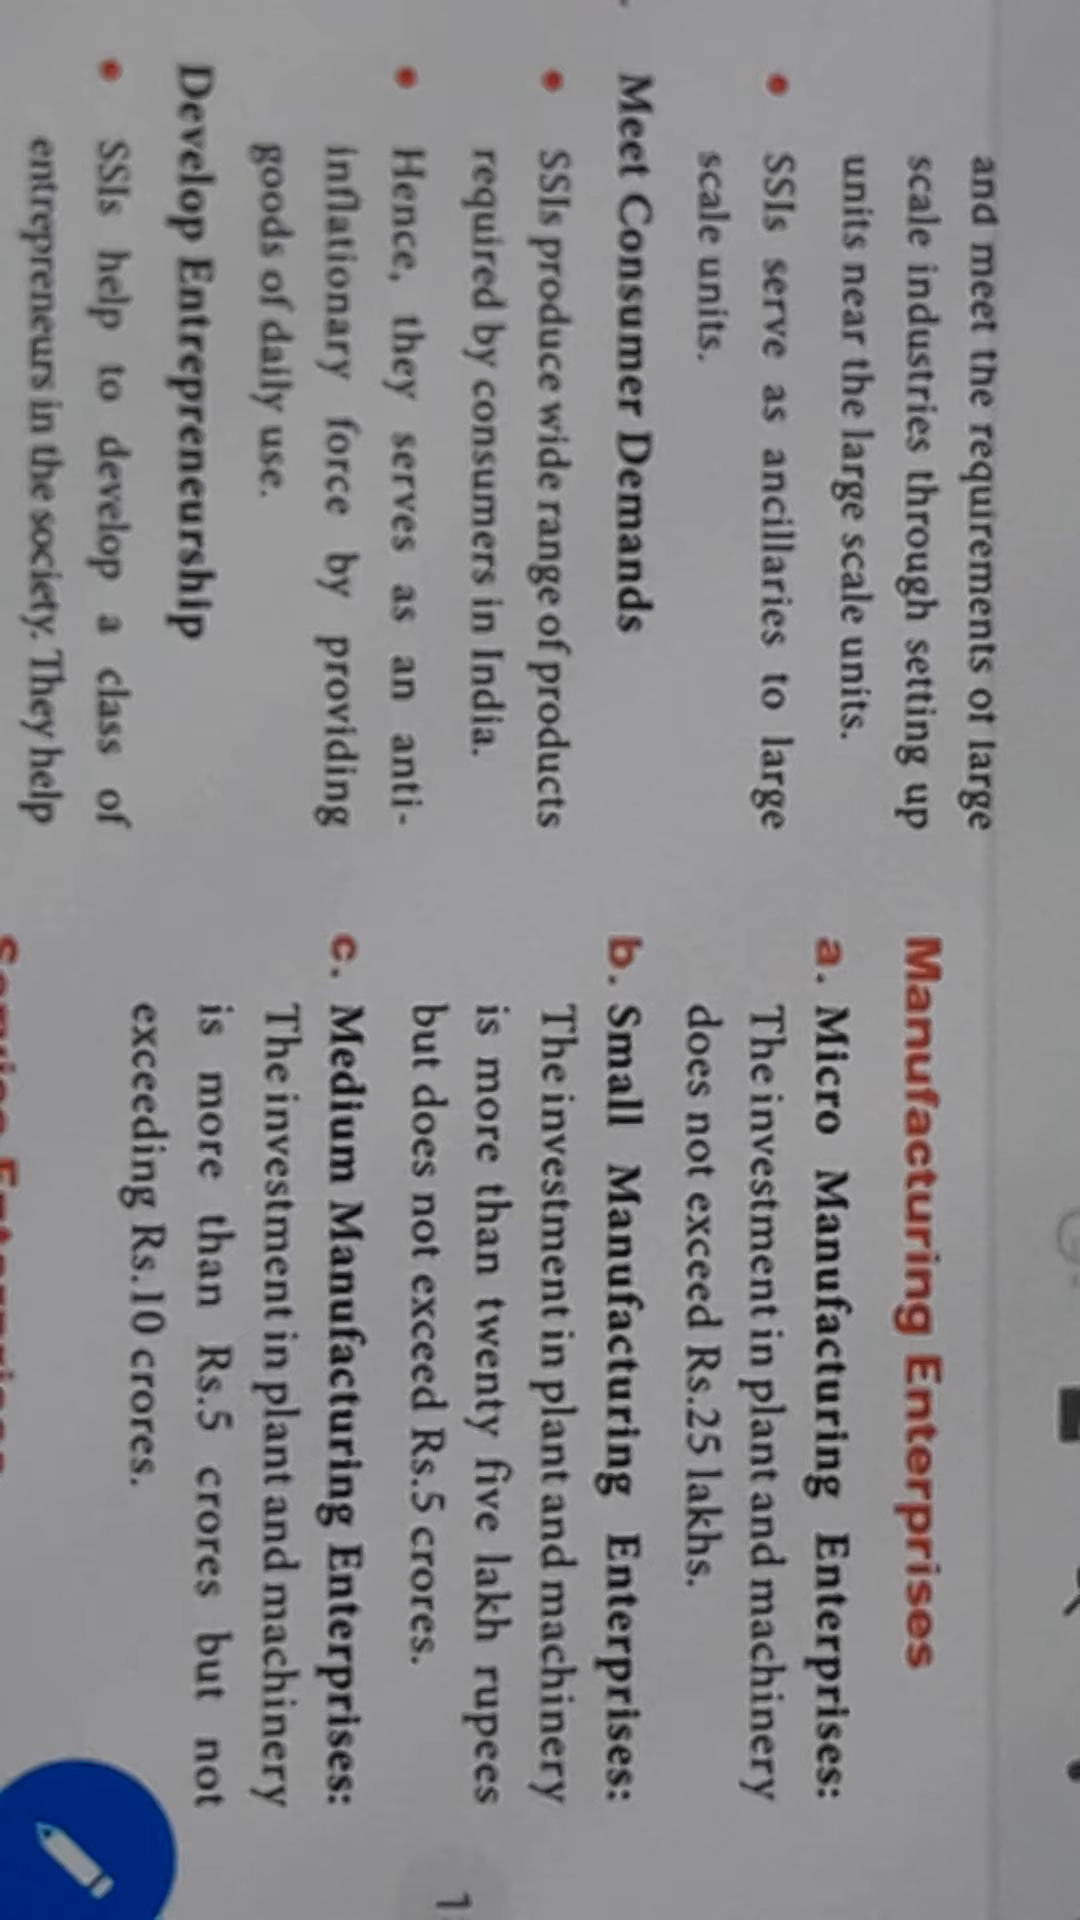 and meet the requirements of large
scale industries through setting up
units near the large scale units.
• SSIs serve as ancillaries to large
scale units.
Meet Consumer Demands
• SSIs produce wide range of products
required by consumers in India.
• Hence, they serves as an anti-
inflationary force by providing
goods of daily use.
Develop Entrepreneurship
• SSIs help to develop a class of
entrepreneurs in the society. They help
Manufacturing Enterprises
a. Micro Manufacturing Enterprises:
The investment in plant and machinery
does not exceed Rs.25 lakhs.
b. Small Manufacturing Enterprises:
The investment in plant and machinery
is more than twenty five lakh rupees
but does not exceed Rs.5 crores.
c. Medium Manufacturing Enterprises:
The investment in plant and machinery
is more than Rs.5 crores but not
exceeding Rs.10 crores.